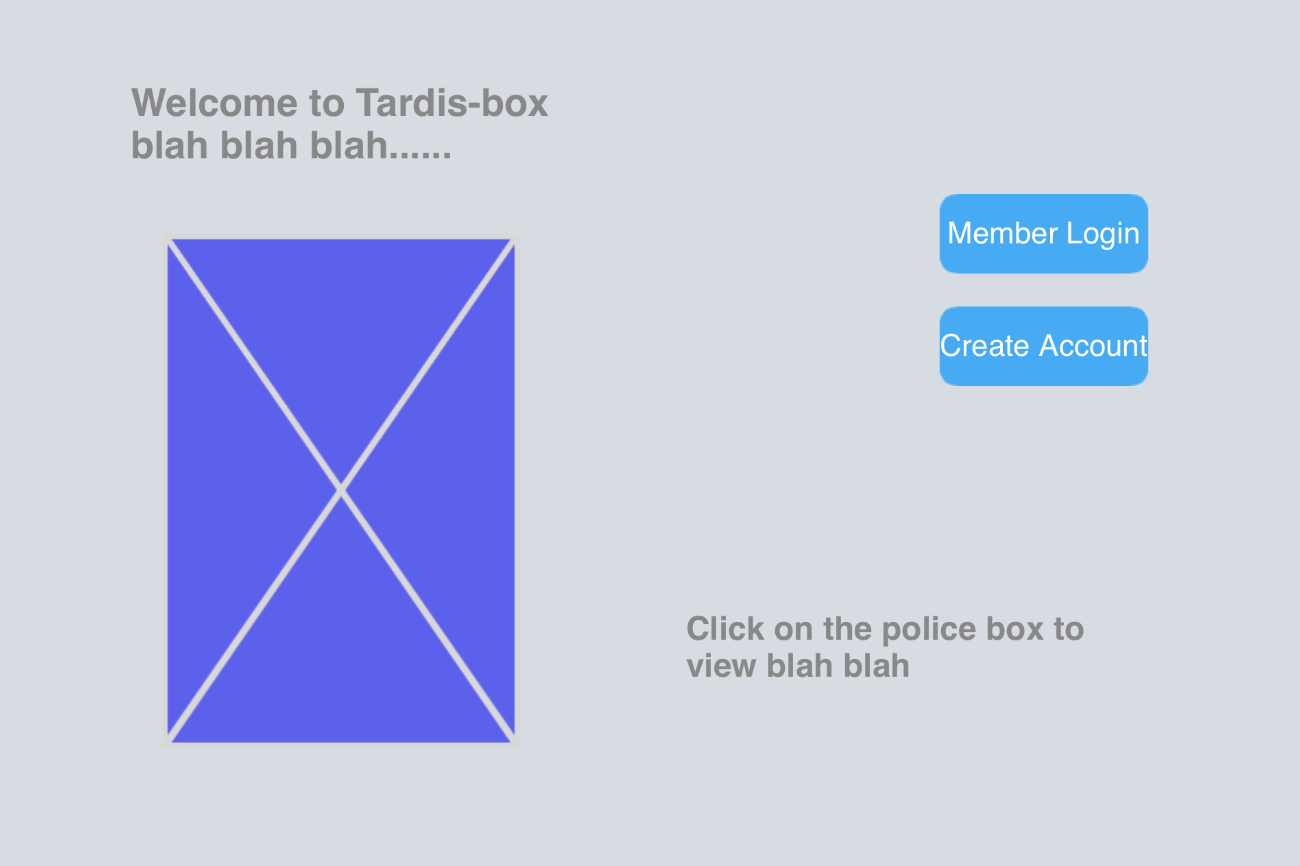 Welcome to Tardis-box
blah blah blah......
Member Login
Create Account
Click on the police box to
view blah blah